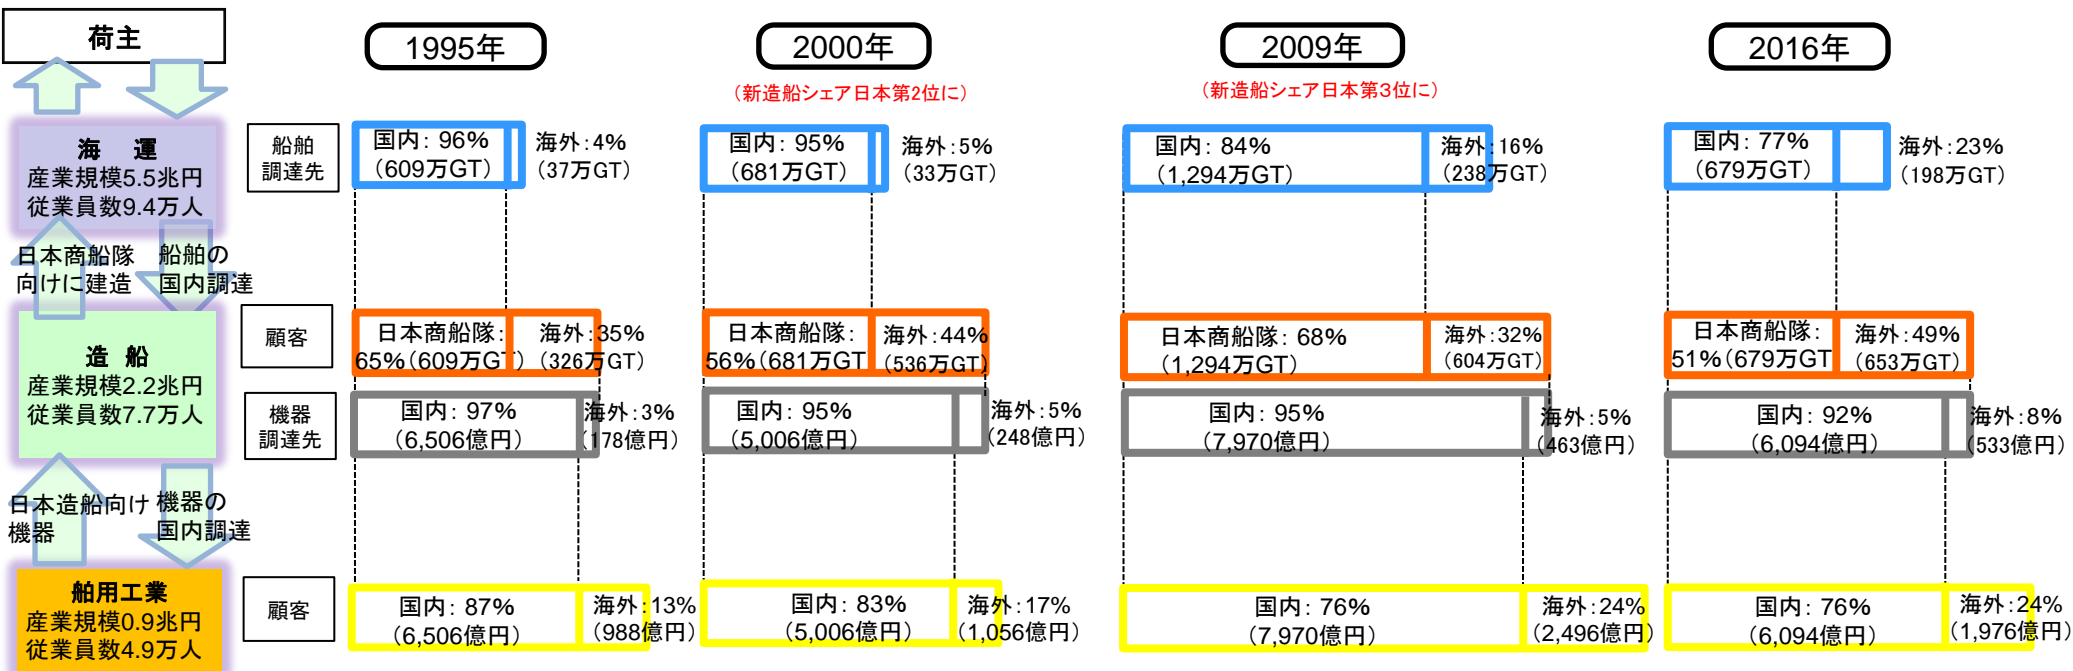 荷主
海 運
産業規模5.5兆円
従業員数9.4万人
日本商船隊
向けに建造
船舶の
国内調達
造 船
産業規模2.2兆円
従業員数7.7万人
日本造船向け
機器
機器の
国内調達
舶用工業
産業規模0.9兆円
従業員数4.9万人
船舶
調達先
顧客
機器
調達先
顧客
1995年
国内: 96%
(609万GT)
海外:4%
(37万GT)
日本商船隊:
65%(609万GT)
海外:35%
(326万GT)
国内: 97%
(6,506億円)
海外:3%
(178億円)
国内: 87%
(6,506億円)
海外:13%
(988億円)
2000年
(新造船シェア日本第2位に)
国内: 95%
(681万GT)
海外:5%
(33万GT)
日本商船隊:
56%(681万GT
海外:44%
(536万GT)
国内: 95%
(5,006億円)
海外:5%
(248億円)
国内: 83%
(5,006億円)
海外:17%
(1,056億円)
2009年
(新造船シェア日本第3位に)
国内: 84%
(1,294万GT)
海外:16%
(238万GT)
日本商船隊: 68%
(1,294万GT)
海外:32%
(604万GT)
国内: 95%
(7,970億円)
海外:5%
(463億円)
国内: 76%
(7,970億円)
海外:24%
(2,496億円)
2016年
国内: 77%
(679万GT)
海外:23%
(198万GT)
日本商船隊:
51%(679万GT
海外:49%
(653万GT)
国内: 92%
(6,094億円)
海外:8%
(533億円)
国内: 76%
(6,094億円)
海外:24%
(1,976億円)